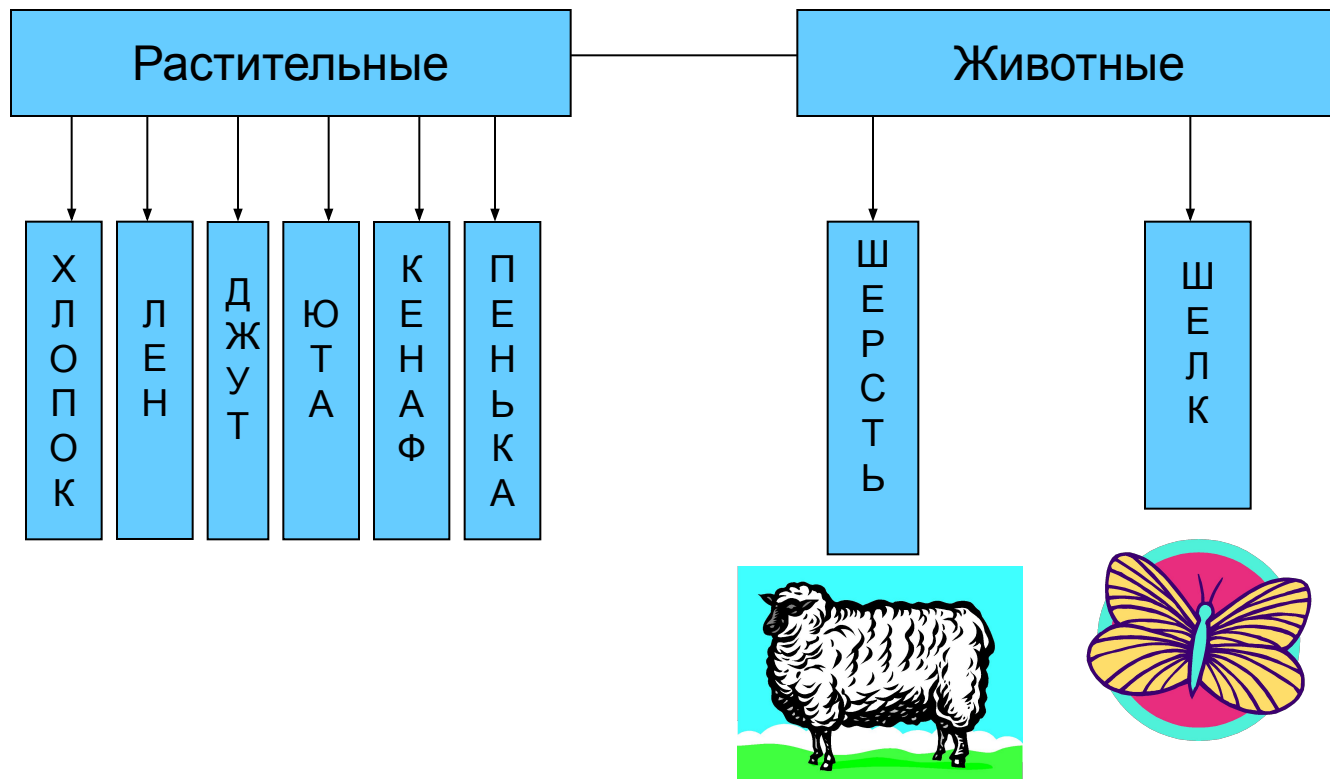 Растительные
Животные
ХЛОПОК
ЛЕН
ДЖУТ
ЮТА
КЕНАФ
ПЕНЬКА
ШЕРСТЬ
ШЕЛК